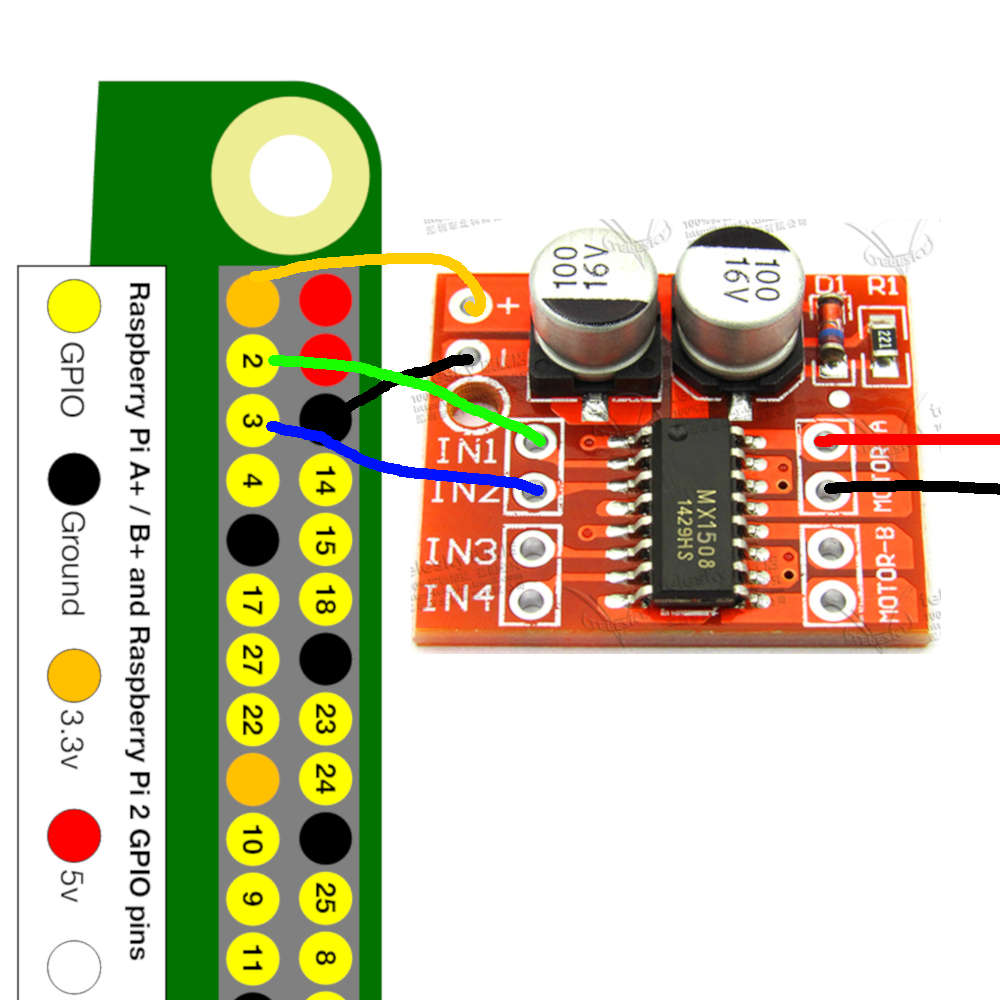 GPIO
Ground
3.3v
5v
Raspberry Pi A+ / B+ and Raspberry Pi 2 GPIO pins
2
3
4
14
15
17
18
27
22
23
24
10
9
25
11
8
+
IN1
IN2
IN3
IN4
100
16V
100
16V
D1
R1
221
MX1508
1429HS
MOTOR A
MOTOR-B